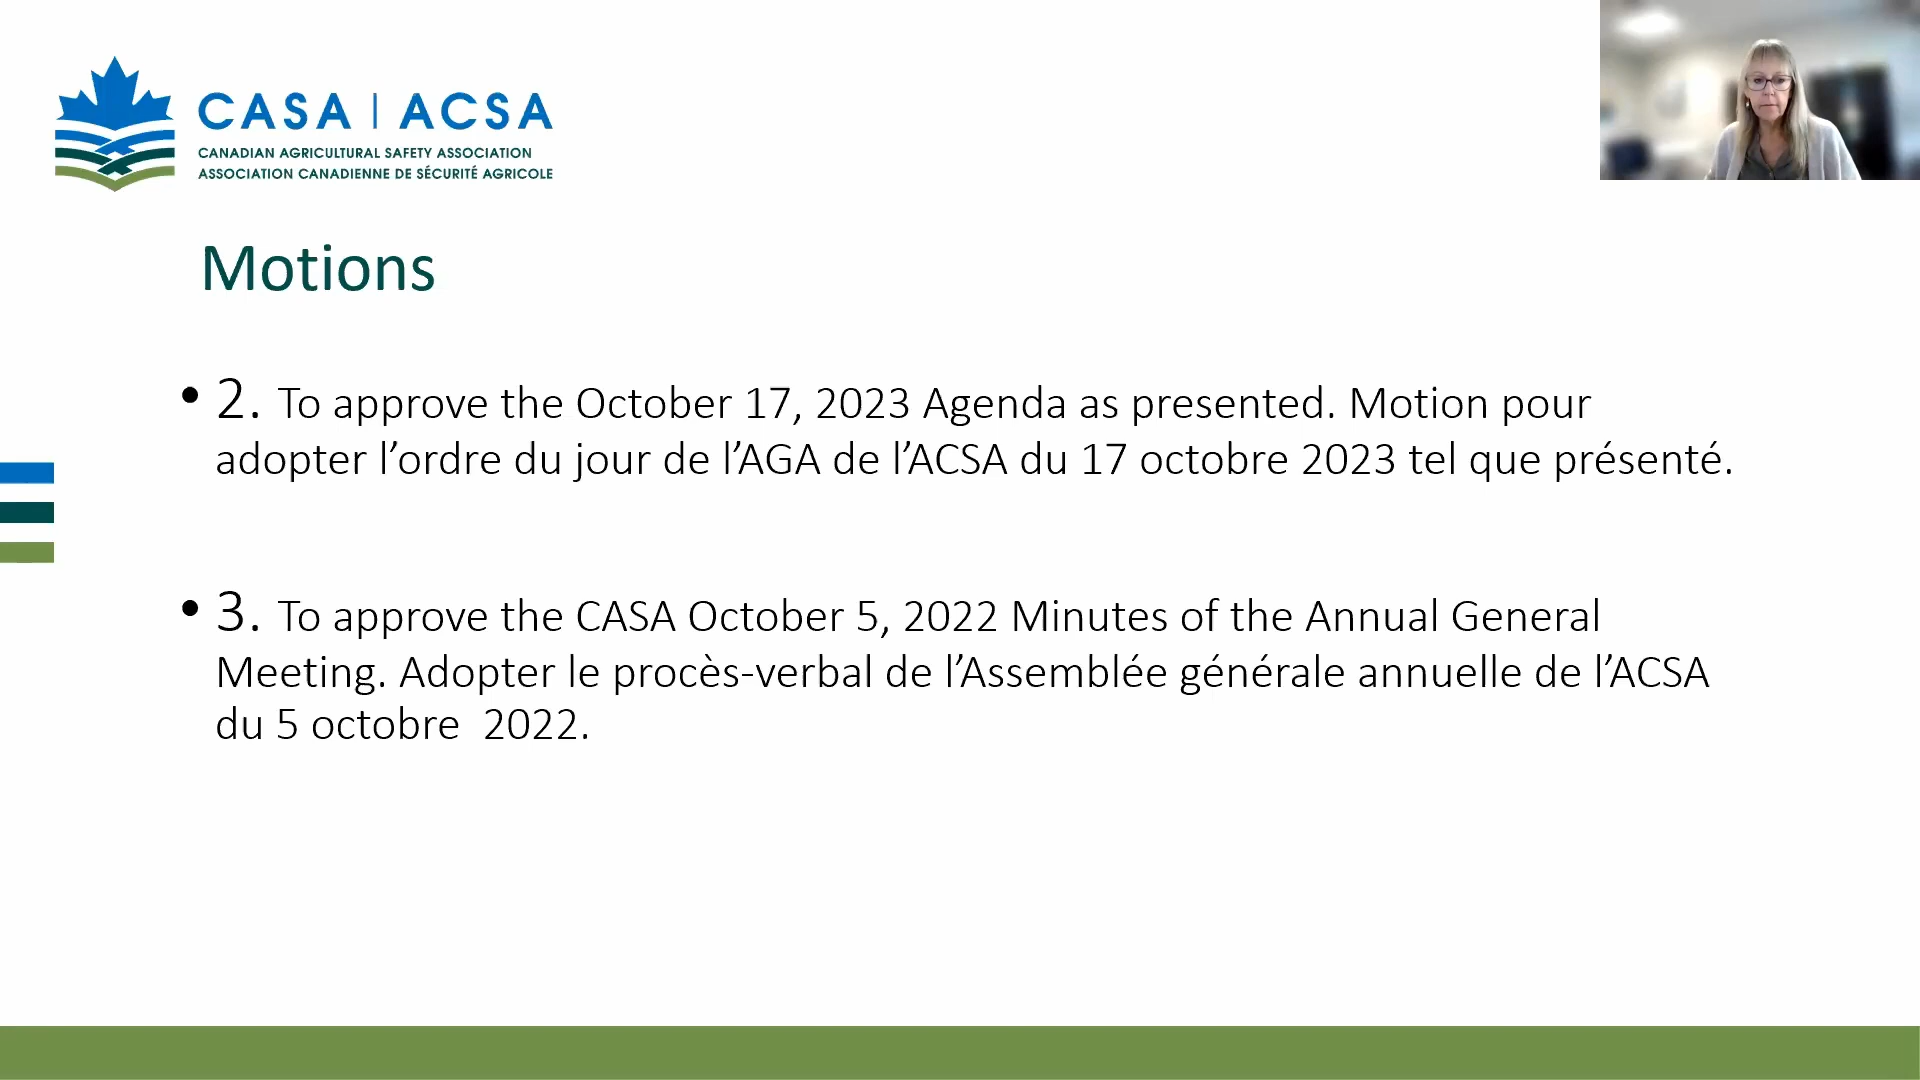 CASA | ACSA
CANADIAN AGRICULTURAL SAFETY ASSOCIATION
ASSOCIATION CANADIENNE DE SÉCURITÉ AGRICOLE
Motions
• 2. To approve the October 17, 2023 Agenda as presented. Motion pour
adopter l’ordre du jour de l’AGA de l’ACSA du 17 octobre 2023 tel que présenté.
• 3. To approve the CASA October 5, 2022 Minutes of the Annual General
Meeting. Adopter le procès-verbal de l’Assemblée générale annuelle de l’ACSA
du 5 octobre  2022.